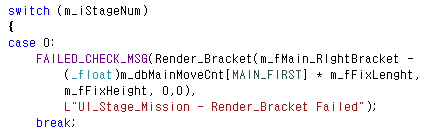 switch (m_iStageNum)
{
case 0:
FAILED_CHECK_MSG(Render_Bracket(m_fMain_RightBracket -
(_float)m_dbMainMoveCnt[MAIN_FIRST] * m_fFixLenght,
m_fFixHeight, 0,0),
L"UI_Stage_Mission - Render_Bracket Failed");
break;